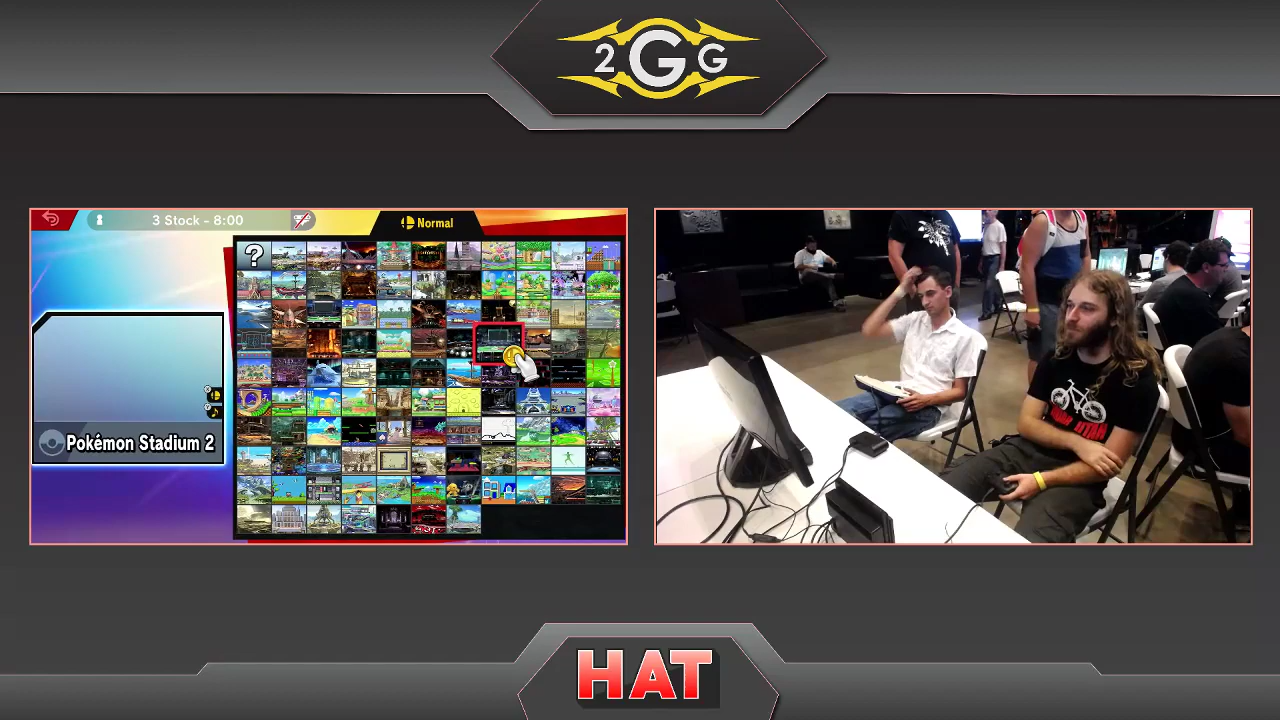 2GG
3 Stock - 8:00
Normal
?
Pokémon Stadium 2
HAT